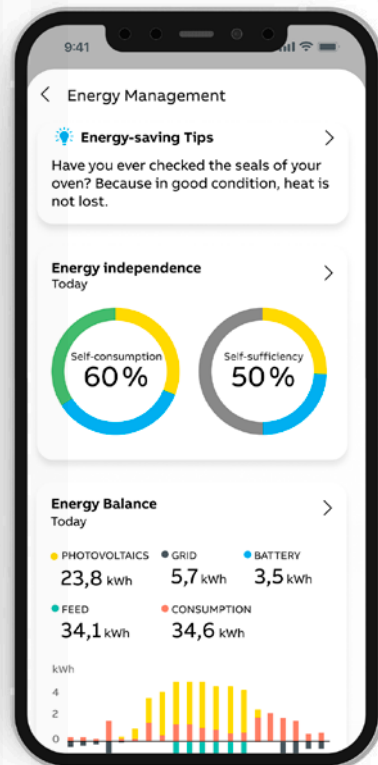 9:41
Energy Management
Energy-saving Tips
Have you ever checked the seals of your
oven? Because in good condition, heat is
not lost.
Energy independence
Today
Self-consumption
60%
Self-sufficiency
50%
Energy Balance
Today
PHOTOVOLTAICS
23,8 kWh
GRID
5,7 kWh
BATTERY
3,5 kWh
FEED
34,1 kWh
CONSUMPTION
34,6 kWh
kWh
4
2
0